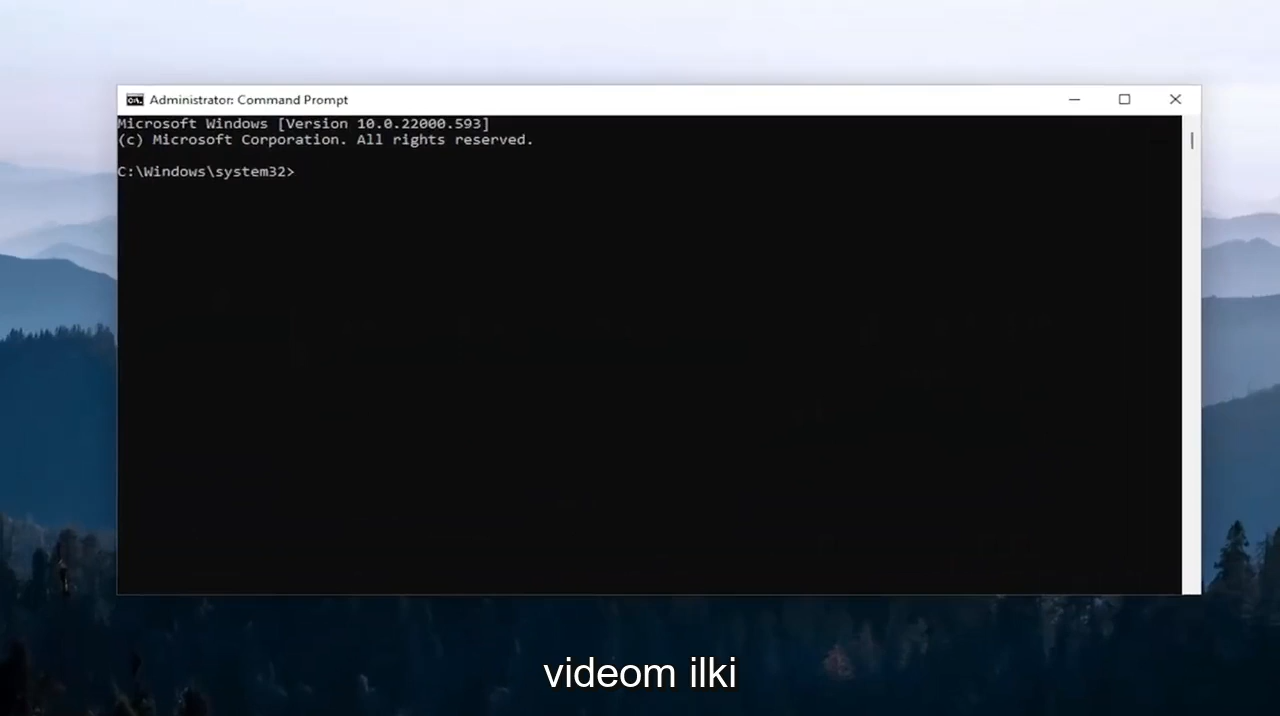 Administrator: Command Prompt
Microsoft Windows [Version 10.0.22000.593]
(c) Microsoft Corporation. All rights reserved.
C:\Windows\system32>
videom ilki